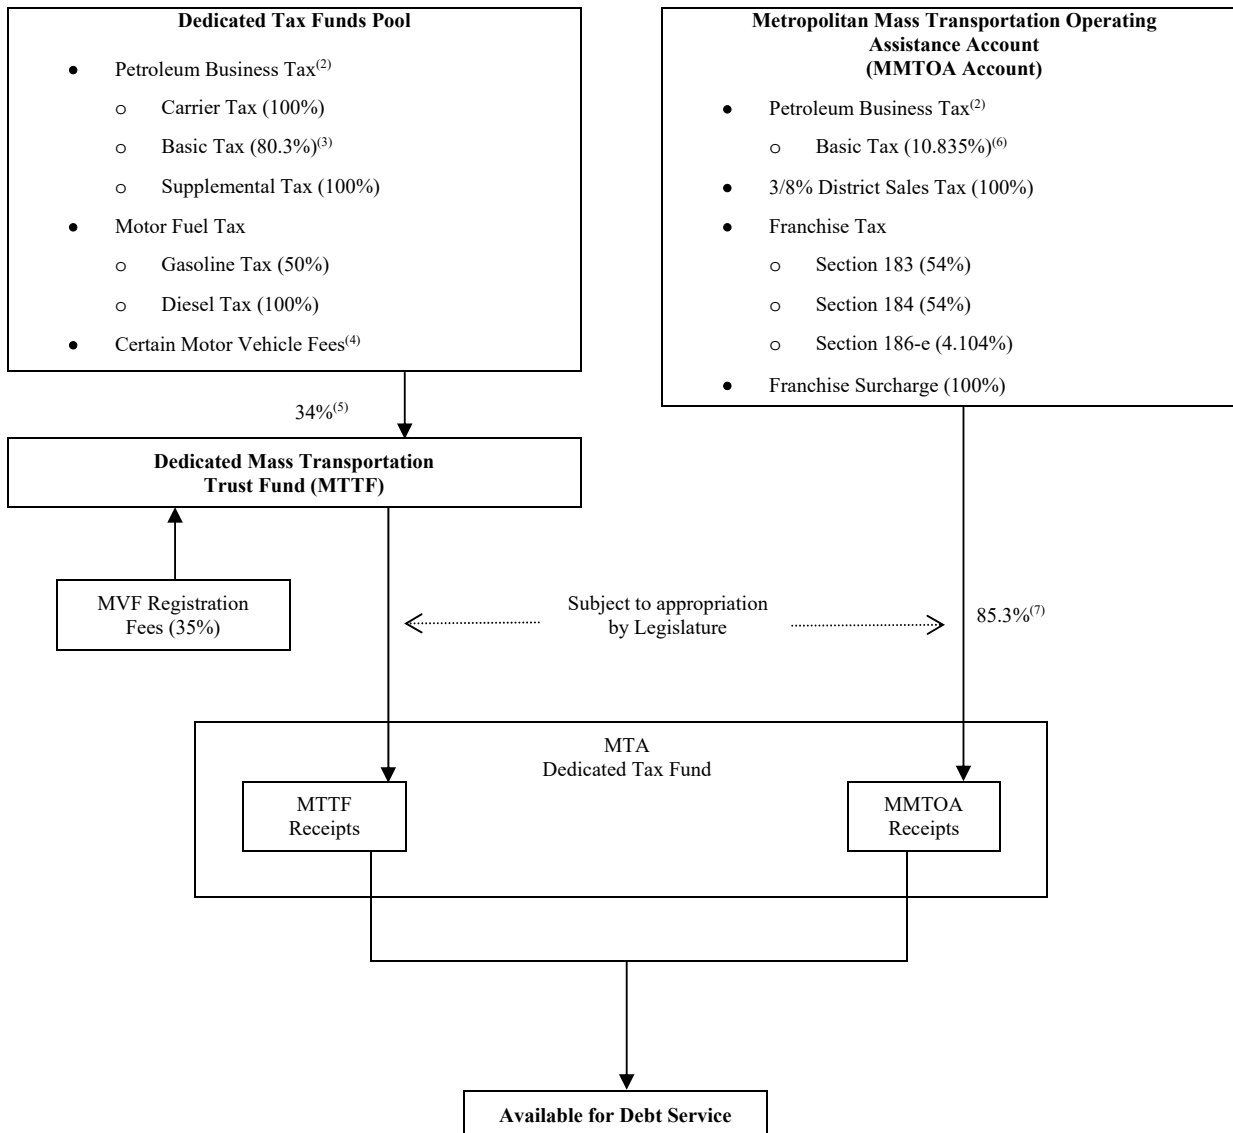 Dedicated Tax Funds Pool
● Petroleum Business Tax(2)
o Carrier Tax (100%)
o Basic Tax (80.3%)(3)
o Supplemental Tax (100%)
● Motor Fuel Tax
o Gasoline Tax (50%)
o Diesel Tax (100%)
● Certain Motor Vehicle Fees(4)
Metropolitan Mass Transportation Operating
Assistance Account
(MMTOA Account)
● Petroleum Business Tax(2)
o Basic Tax (10.835%)(6)
● 3/8% District Sales Tax (100%)
● Franchise Tax
o Section 183 (54%)
o Section 184 (54%)
o Section 186-e (4.104%)
● Franchise Surcharge (100%)
34%(5)
Dedicated Mass Transportation
Trust Fund (MTTF)
MVF Registration
Fees (35%)
Subject to appropriation
by Legislature
85.3%(7)
MTA
Dedicated Tax Fund
MTTF
Receipts
MMTOA
Receipts
Available for Debt Service